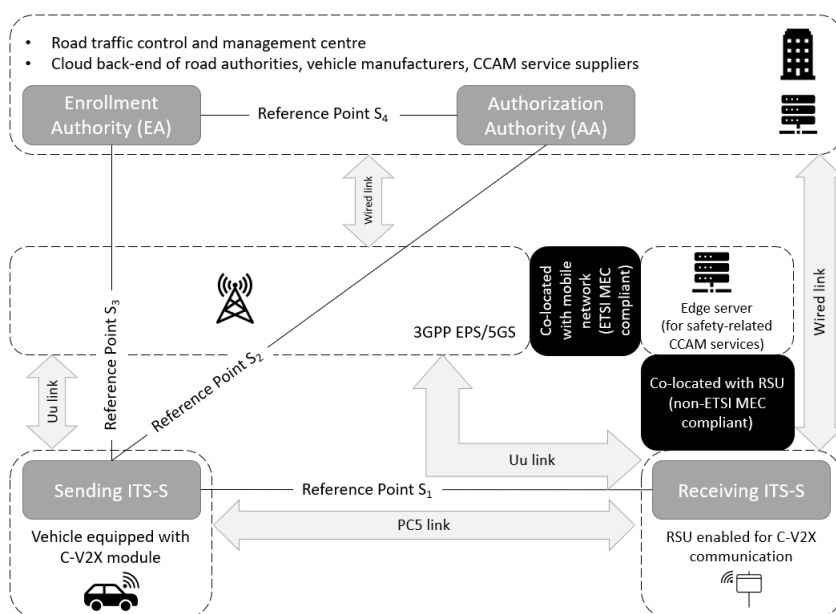 • Road traffic control and management centre
• Cloud back-end of road authorities, vehicle manufacturers, CCAM service suppliers
Enrollment
Authority (EA)
Reference Point S4
Authorization
Authority (AA)
Wired link
Wired link
Co-located
with mobile
network
(ETSI MEC
compliant)
Edge server
(for safety-related
CCAM services)
3GPP EPS/5GS
Reference Point S3
Reference Point S2
Uu link
Co-located with RSU
(non-ETSI MEC
compliant)
Uu link
Sending ITS-S
Reference Point S1
Receiving ITS-S
PC5 link
Vehicle equipped with
C-V2X module
RSU enabled for C-V2X
communication